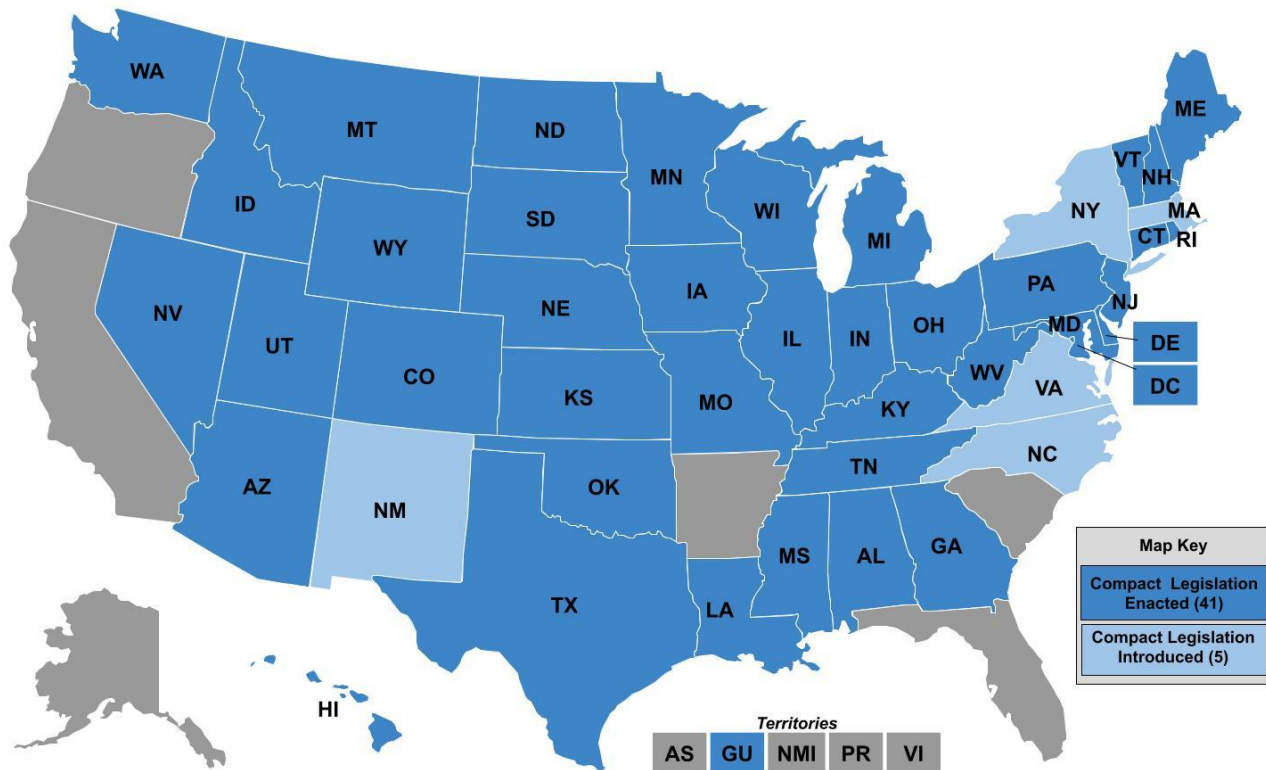 WA
MT
ND
MN
ME
VT
NH
ID
SD
WI
MI
NY
MA
WY
CT
RI
IA
PA
NE
NJ
NV
UT
CO
IL
IN
OH
MD
DE
WV
VA
DC
KS
MO
KY
NC
TN
AZ
NM
OK
MS
AL
GA
TX
LA
Map Key
Compact Legislation
Enacted (41)
Compact Legislation
Introduced (5)
HI
Territories
AS GU NMI PR VI